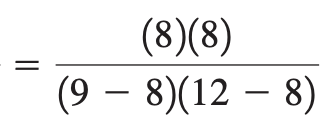 = (8)(8)
(9 − 8)(12 − 8)